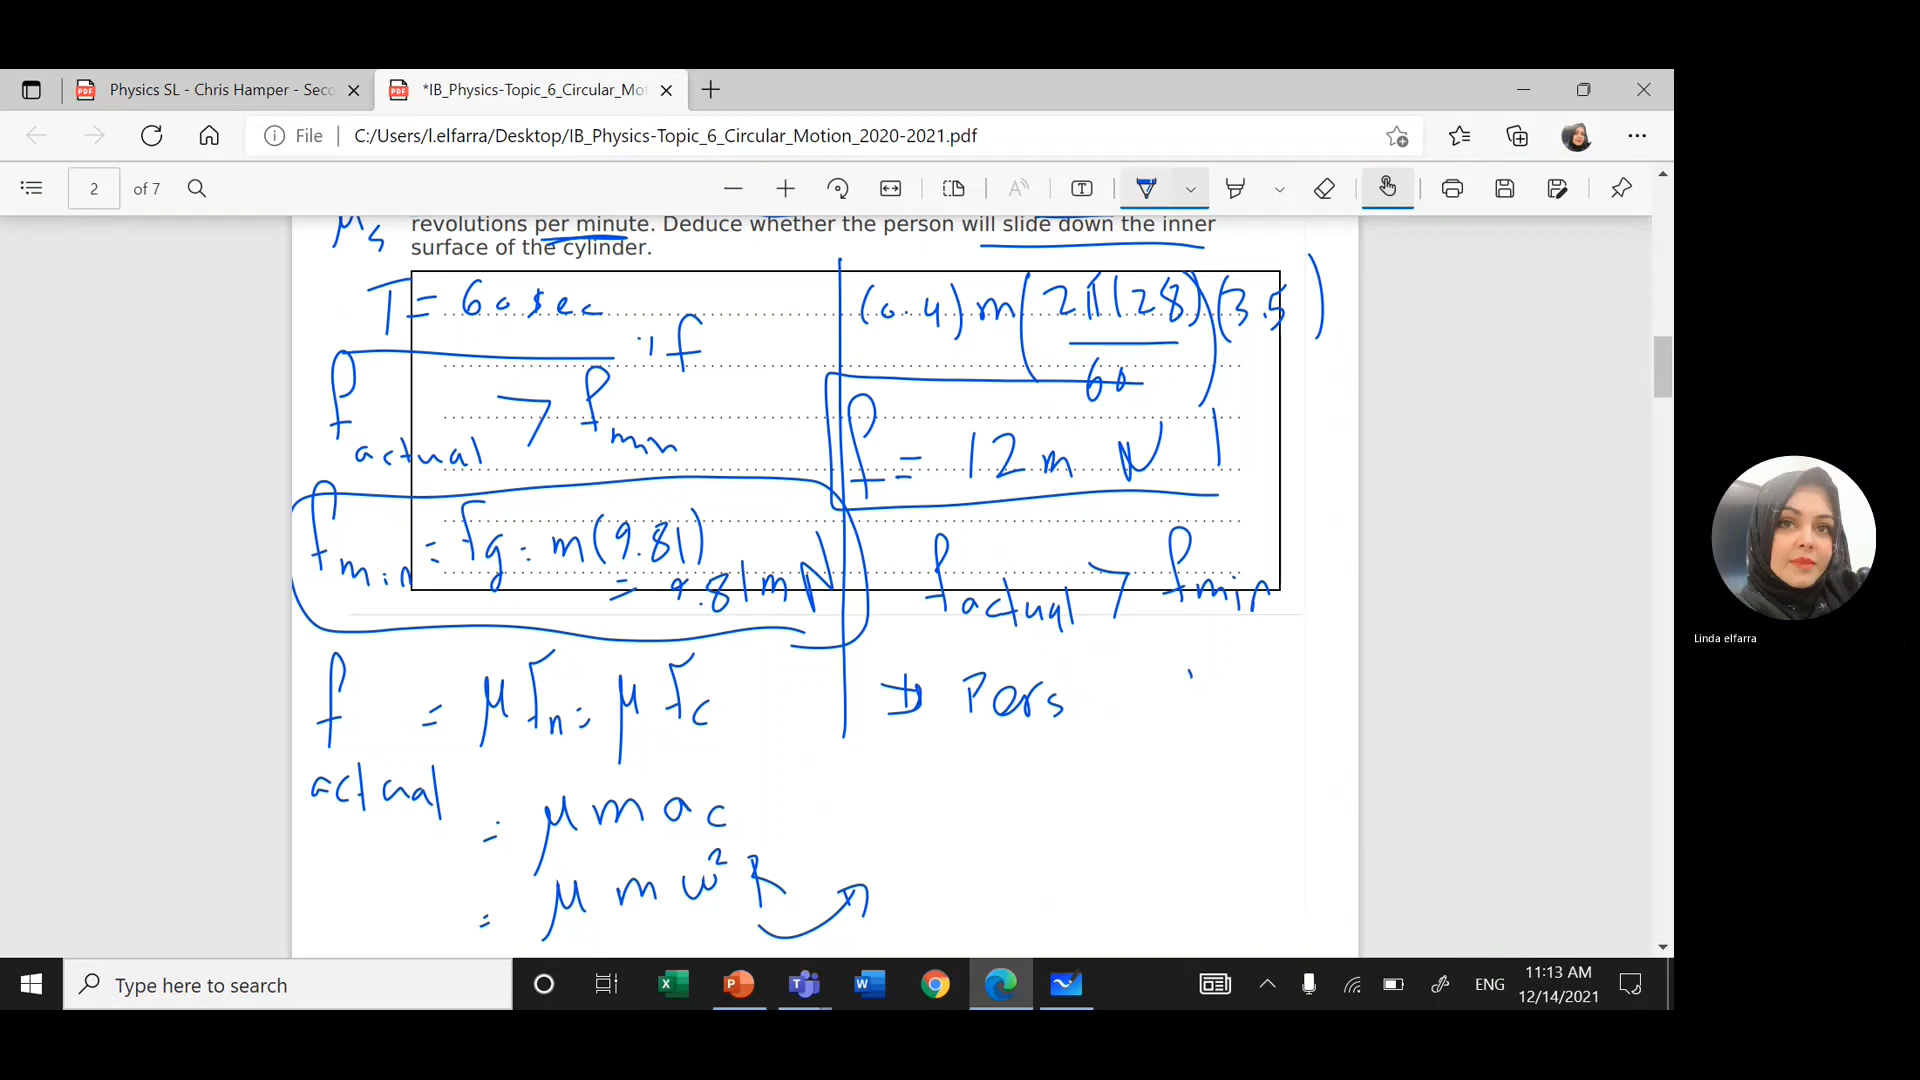 Physics SL - Chris Hamper - Seco
*IB_Physics-Topic_6_Circular_Mo
File
C:/Users/l.elfarra/Desktop/IB_Physics-Topic_6_Circular_Motion_2020-2021.pdf
2 of 7
μs
revolutions per minute. Deduce whether the person will slide down the inner
surface of the cylinder.
T = 60 sec
if
f actual > f min
f min = Fg = m(9.81)
= 9.81 m N
f actual = μ Fn = μ Fc
= μ m ac
= μ m ω² R
(0.4) m (2π(28)/60) (3.5)
f = 12 m N
f actual > f min
Pers
Linda elfarra
Type here to search
ENG
11:13 AM
12/14/2021